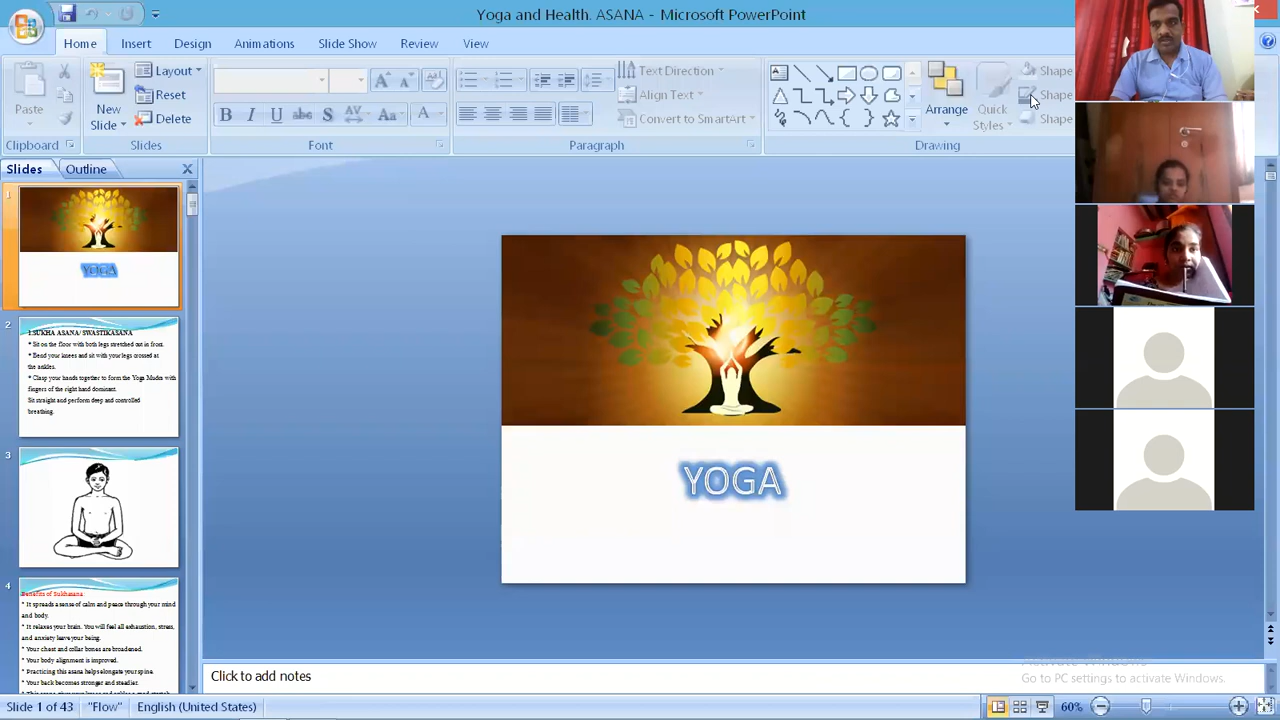 Yoga and Health. ASANA - Microsoft PowerPoint
Home Insert Design Animations Slide Show Review View
Paste
Clipboard
New Slide
Layout
Reset
Delete
Slides
B I U abc S AV A
Font
Text Direction
Align Text
Convert to SmartArt
Paragraph
Arrange
Quick Styles
Shape
Shape
Shape
Drawing
Slides Outline
1
YOGA
2
1.SUKHA ASANA/ SWASTIKASANA
* Sit on the floor with both legs stretched out in front.
* Bend your knees and sit with your legs crossed at
the ankles.
* Clasp your hands together to form the Yoga Mudra with
fingers of the right hand dominant.
Sit straight and perform deep and controlled
breathing.
3
4
Benefits of Sukhasana:
* It spreads a sense of calm and peace through your mind
and body.
* It relaxes your brain. You will feel all exhaustion, stress,
and anxiety leave your being.
* Your chest and collar bones are broadened.
* Your body alignment is improved.
* Practicing this asana helps elongate your spine.
* Your back becomes stronger and steadier.
YOGA
Click to add notes
Activate Windows
Go to PC settings to activate Windows.
Slide 1 of 43 "Flow" English (United States) 60%